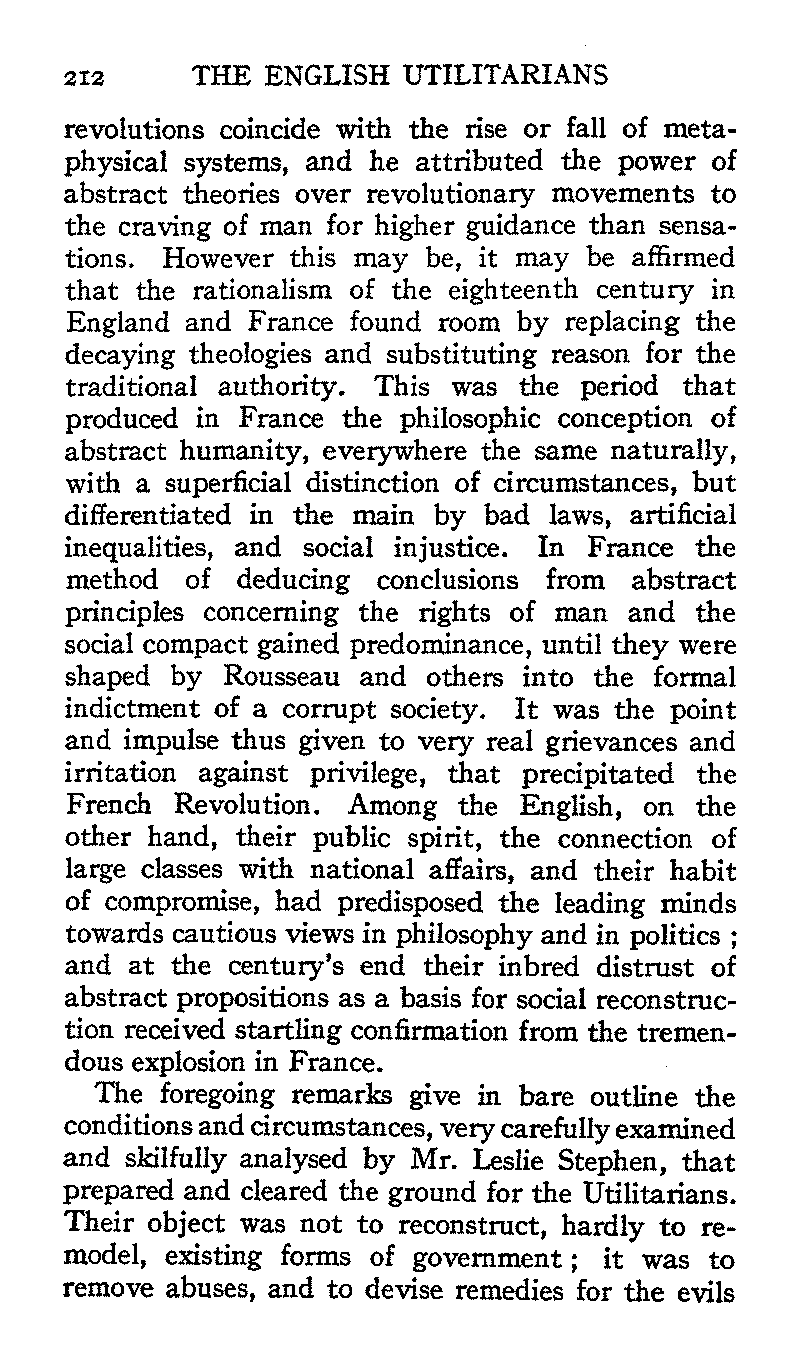 212 THE ENGLISH UTILITARIANS
revolutions coincide with the rise or fall of meta-
physical systems, and he attributed the power of
abstract theories over revolutionary movements to
the craving of man for higher guidance than sensa-
tions. However this may be, it may be affirmed
that the rationalism of the eighteenth century in
England and France found room by replacing the
decaying theologies and substituting reason for the
traditional authority. This was the period that
produced in France the philosophic conception of
abstract humanity, everywhere the same naturally,
with a superficial distinction of circumstances, but
differentiated in the main by bad laws, artificial
inequalities, and social injustice. In France the
method of deducing conclusions from abstract
principles concerning the rights of man and the
social compact gained predominance, until they were
shaped by Rousseau and others into the formal
indictment of a corrupt society. It was the point
and impulse thus given to very real grievances and
irritation against privilege, that precipitated the
French Revolution. Among the English, on the
other hand, their public spirit, the connection of
large classes with national affairs, and their habit
of compromise, had predisposed the leading minds
towards cautious views in philosophy and in politics ;
and at the century's end their inbred distrust of
abstract propositions as a basis for social reconstruc-
tion received startling confirmation from the tremen-
dous explosion in France.
The foregoing remarks give in bare outline the
conditions and circumstances, very carefully examined
and skilfully analysed by Mr. Leslie Stephen, that
prepared and cleared the ground for the Utilitarians.
Their object was not to reconstruct, hardly to re-
model, existing forms of government ; it was to
remove abuses, and to devise remedies for the evils